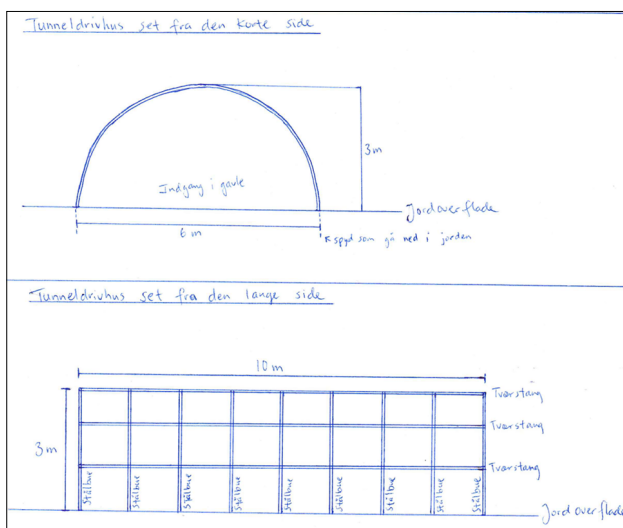 Tunneldrivhus set fra den korte side
3m
Indgang i gavle
Jordoverflade
6 m
spyd som gå ned i jorden
Tunneldrivhus set fra den lange side
10 m
Tværstang
Tværstang
3m
Tværstang
Stålbue Stålbue Stålbue Stålbue Stålbue Stålbue Stålbue Stålbue Stålbue
Jordoverflade